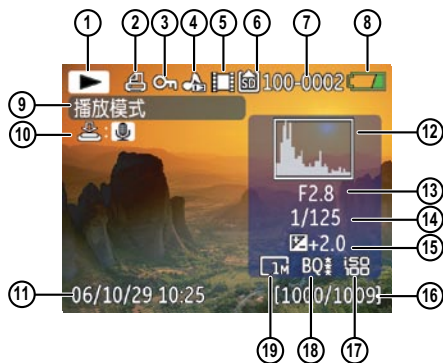 ① ② ③ ④ ⑤ ⑥ ⑦ ⑧
SD 100-0002
⑨ 播放模式
⑩ :
⑫
F2.8 ⑬
1/125 ⑭
+2.0 ⑮
1M BQ ISO 100
⑪ 06/10/29 10:25 [1000/1009] ⑯
⑲ ⑱ ⑰